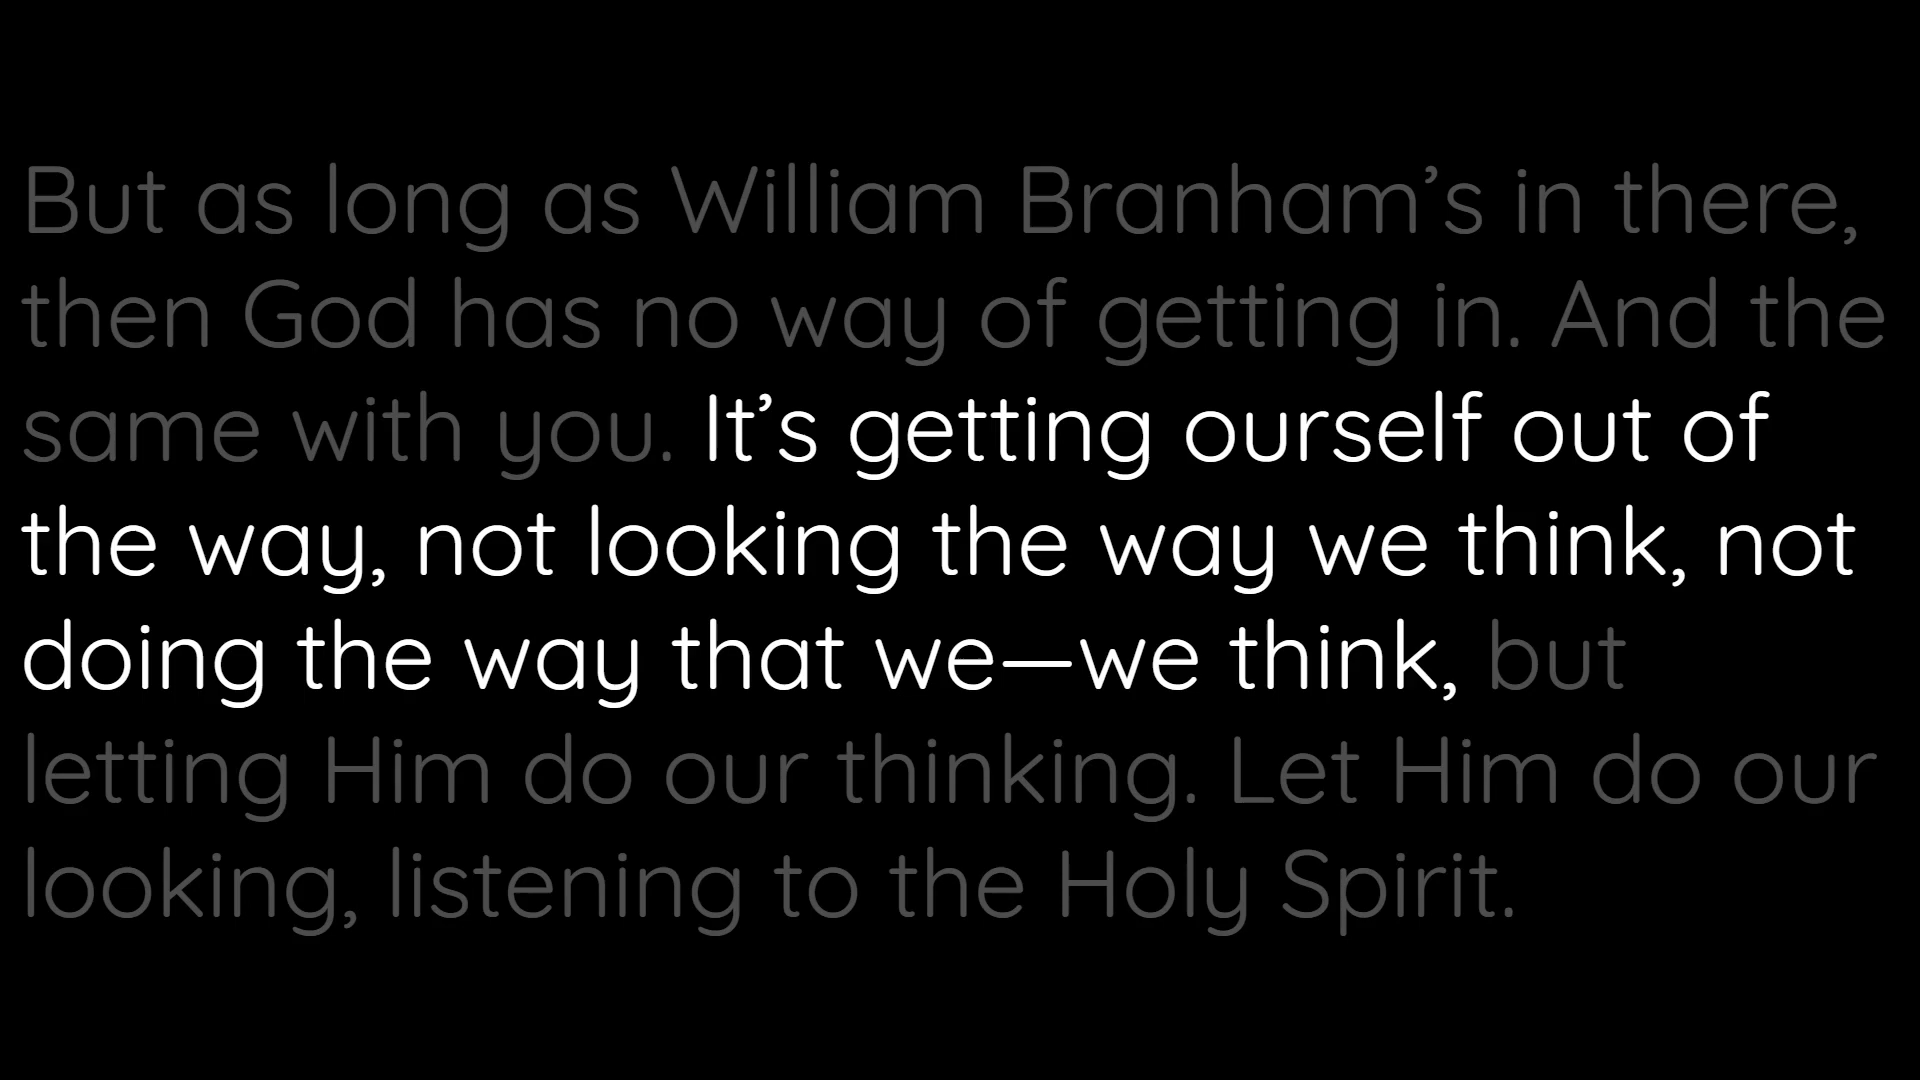 But as long as William Branham’s in there,
then God has no way of getting in. And the
same with you. It’s getting ourself out of
the way, not looking the way we think, not
doing the way that we—we think, but
letting Him do our thinking. Let Him do our
looking, listening to the Holy Spirit.